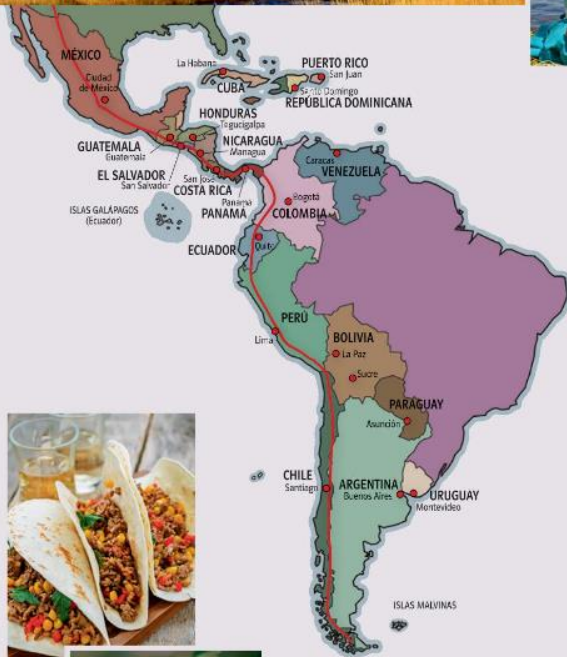 MÉXICO
Ciudad
de México
La Habana
CUBA
PUERTO RICO
San Juan
Santo Domingo
REPÚBLICA DOMINICANA
HONDURAS
Tegucigalpa
GUATEMALA
Guatemala
NICARAGUA
Managua
EL SALVADOR
San Salvador
San José
COSTA RICA
Panamá
PANAMÁ
Caracas
VENEZUELA
Bogotá
COLOMBIA
ISLAS GALÁPAGOS
(Ecuador)
ECUADOR
Quito
PERÚ
Lima
BOLIVIA
La Paz
Sucre
PARAGUAY
Asunción
CHILE
Santiago
ARGENTINA
Buenos Aires
URUGUAY
Montevideo
ISLAS MALVINAS